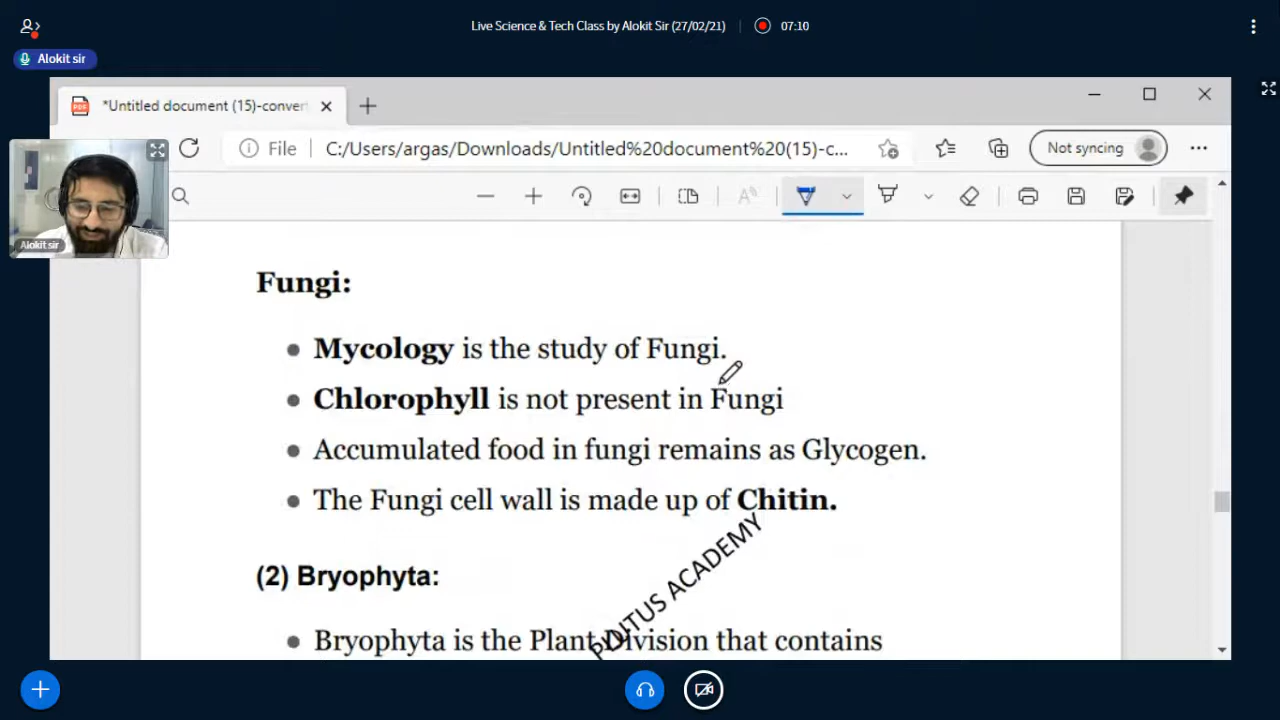 Live Science & Tech Class by Alokit Sir (27/02/21)
07:10
Alokit sir
*Untitled document (15)-conver
File
C:/Users/argas/Downloads/Untitled%20document%20(15)-c...
Not syncing
Alokit sir
Fungi:
Mycology is the study of Fungi.
Chlorophyll is not present in Fungi
Accumulated food in fungi remains as Glycogen.
The Fungi cell wall is made up of Chitin.
PLUTUS ACADEMY
(2) Bryophyta:
Bryophyta is the Plant Division that contains